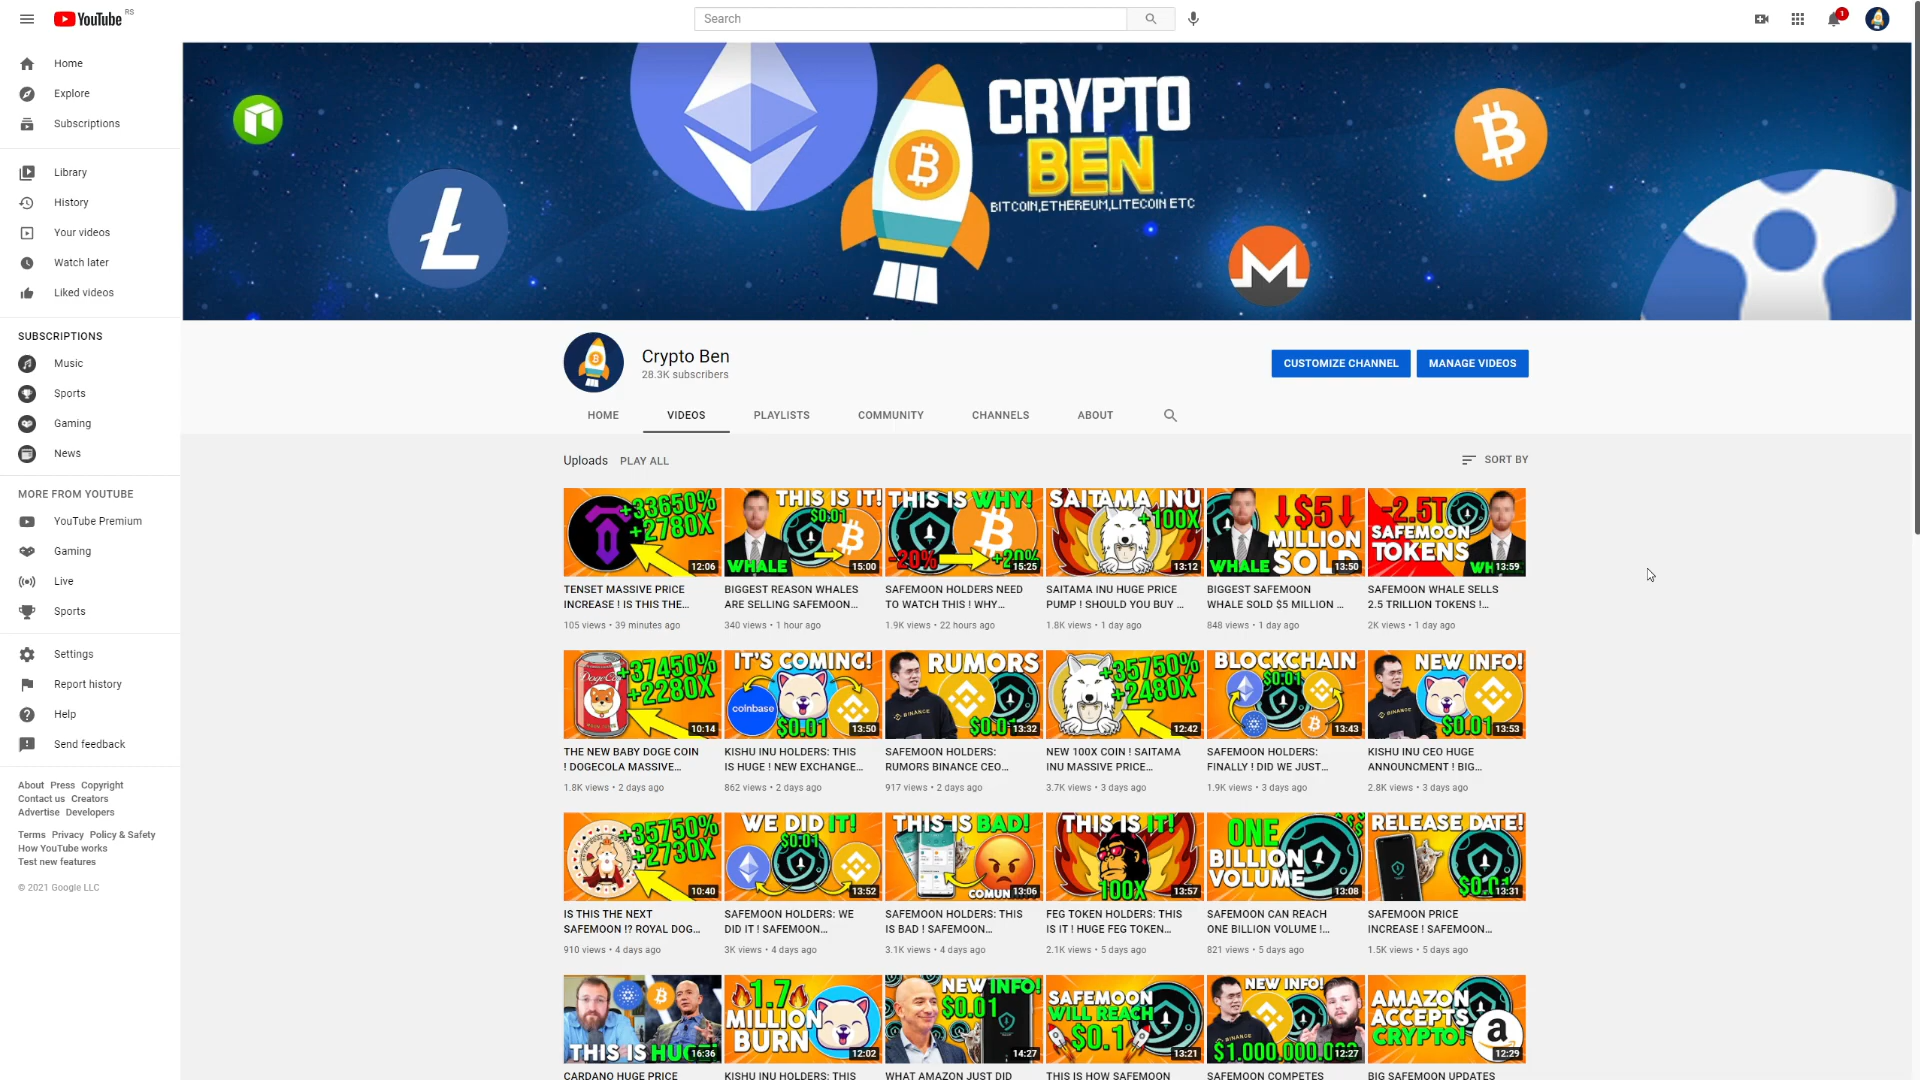 YouTube RS
Search
1
Home
Explore
Subscriptions
Library
History
Your videos
Watch later
Liked videos
SUBSCRIPTIONS
Music
Sports
Gaming
News
MORE FROM YOUTUBE
YouTube Premium
Gaming
Live
Sports
Settings
Report history
Help
Send feedback
About Press Copyright
Contact us Creators
Advertise Developers
Terms Privacy Policy & Safety
How YouTube works
Test new features
© 2021 Google LLC
CRYPTO
BEN
BITCOIN,ETHEREUM,LITECOIN ETC
Crypto Ben
28.3K subscribers
CUSTOMIZE CHANNEL
MANAGE VIDEOS
HOME VIDEOS PLAYLISTS COMMUNITY CHANNELS ABOUT
Uploads PLAY ALL
SORT BY
+33650%
+2780X
12:06
TENSET MASSIVE PRICE
INCREASE ! IS THIS THE...
105 views • 39 minutes ago
THIS IS IT!
$0.01
WHALE
15:00
BIGGEST REASON WHALES
ARE SELLING SAFEMOON...
340 views • 1 hour ago
THIS IS WHY!
-20%
+20%
15:25
SAFEMOON HOLDERS NEED
TO WATCH THIS ! WHY...
1.9K views • 22 hours ago
SAITAMA INU
+100X
13:12
SAITAMA INU HUGE PRICE
PUMP ! SHOULD YOU BUY ...
1.8K views • 1 day ago
$5
MILLION
WHALE SOLD
13:50
BIGGEST SAFEMOON
WHALE SOLD $5 MILLION ...
848 views • 1 day ago
-2.5T
SAFEMOON
TOKENS
13:59
SAFEMOON WHALE SELLS
2.5 TRILLION TOKENS !...
2K views • 1 day ago
+37450%
+2280X
10:14
THE NEW BABY DOGE COIN
! DOGECOLA MASSIVE...
1.8K views • 2 days ago
IT'S COMING!
coinbase
$0.01
13:50
KISHU INU HOLDERS: THIS
IS HUGE ! NEW EXCHANGE...
862 views • 2 days ago
RUMORS
BINANCE
$0.01
13:32
SAFEMOON HOLDERS:
RUMORS BINANCE CEO...
917 views • 2 days ago
+35750%
+2480X
12:42
NEW 100X COIN ! SAITAMA
INU MASSIVE PRICE...
3.7K views • 3 days ago
BLOCKCHAIN
$0.01
13:43
SAFEMOON HOLDERS:
FINALLY ! DID WE JUST...
1.9K views • 3 days ago
NEW INFO!
BINANCE
$0.01
13:53
KISHU INU CEO HUGE
ANNOUNCMENT ! BIG...
2.8K views • 3 days ago
+35750%
+2730X
10:40
IS THIS THE NEXT
SAFEMOON !? ROYAL DOG...
910 views • 4 days ago
WE DID IT!
$0.01
13:52
SAFEMOON HOLDERS: WE
DID IT ! SAFEMOON...
3K views • 4 days ago
THIS IS BAD!
13:06
SAFEMOON HOLDERS: THIS
IS BAD ! SAFEMOON...
3.1K views • 4 days ago
THIS IS IT!
100X
13:57
FEG TOKEN HOLDERS: THIS
IS IT ! HUGE FEG TOKEN...
2.1K views • 5 days ago
ONE
BILLION
VOLUME
$$$
13:08
SAFEMOON CAN REACH
ONE BILLION VOLUME !...
821 views • 5 days ago
RELEASE DATE!
$0.01
13:31
SAFEMOON PRICE
INCREASE ! SAFEMOON...
1.5K views • 5 days ago
THIS IS HUGE!
16:36
CARDANO HUGE PRICE
1.7
MILLION
BURN
12:02
KISHU INU HOLDERS: THIS
NEW INFO!
$0.01
14:27
WHAT AMAZON JUST DID
SAFEMOON
WILL REACH
$0.1
13:21
THIS IS HOW SAFEMOON
NEW INFO!
BINANCE
12:27
SAFEMOON COMPETES
AMAZON
ACCEPTS
CRYPTO!
a
12:29
BIG SAFEMOON UPDATES